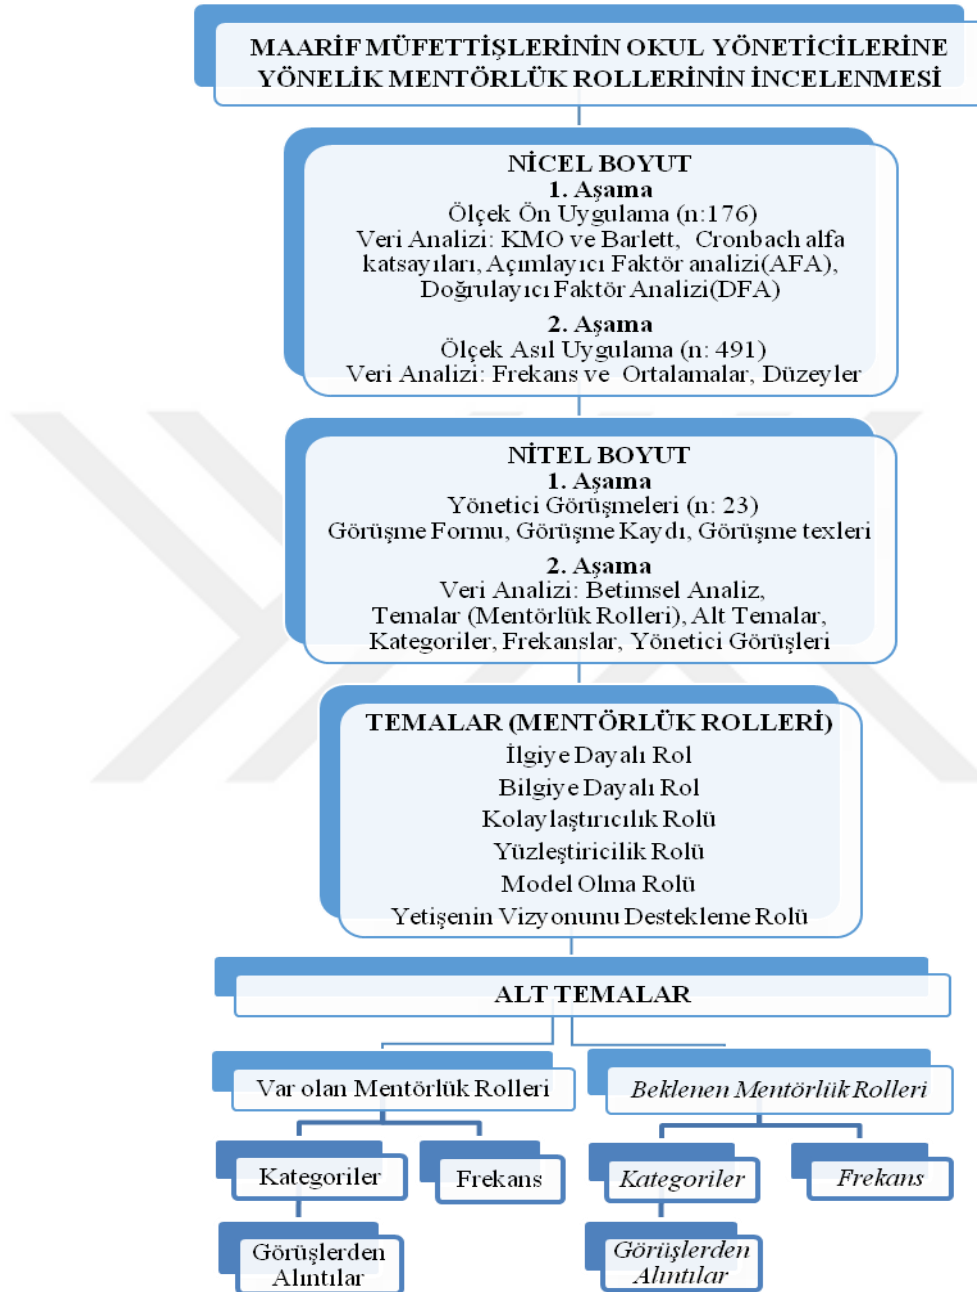 MAARİF MÜFETTİŞLERİNİN OKUL YÖNETİCİLERİNE
YÖNELİK MENTÖRLÜK ROLLERİNİN İNCELENMESİ
NİCEL BOYUT
1. Aşama
Ölçek Ön Uygulama (n:176)
Veri Analizi: KMO ve Barlett, Cronbach alfa
katsayıları, Açımlayıcı Faktör analizi(AFA),
Doğrulayıcı Faktör Analizi(DFA)
2. Aşama
Ölçek Asıl Uygulama (n: 491)
Veri Analizi: Frekans ve Ortalamalar, Düzeyler
NİTEL BOYUT
1. Aşama
Yönetici Görüşmeleri (n: 23)
Görüşme Formu, Görüşme Kaydı, Görüşme texleri
2. Aşama
Veri Analizi: Betimsel Analiz,
Temalar (Mentörlük Rolleri), Alt Temalar,
Kategoriler, Frekanslar, Yönetici Görüşleri
TEMALAR (MENTÖRLÜK ROLLERİ)
İlgiye Dayalı Rol
Bilgiye Dayalı Rol
Kolaylaştırıcılık Rolü
Yüzleştiricilik Rolü
Model Olma Rolü
Yetişenin Vizyonunu Destekleme Rolü
ALT TEMALAR
Var olan Mentörlük Rolleri
Beklenen Mentörlük Rolleri
Kategoriler
Frekans
Kategoriler
Frekans
Görüşlerden
Alıntılar
Görüşlerden
Alıntılar